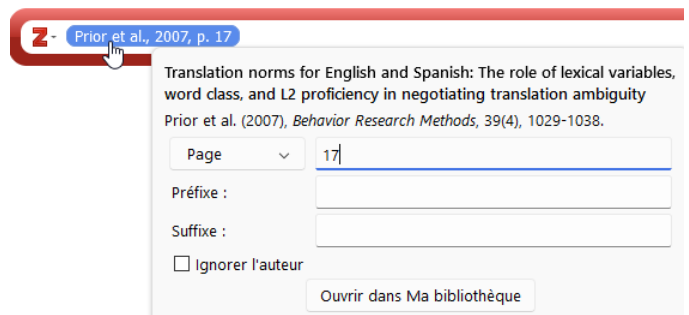 Z Prior et al., 2007, p. 17
Translation norms for English and Spanish: The role of lexical variables,
word class, and L2 proficiency in negotiating translation ambiguity
Prior et al. (2007), Behavior Research Methods, 39(4), 1029-1038.
Page 17
Préfixe :
Suffixe :
Ignorer l'auteur
Ouvrir dans Ma bibliothèque